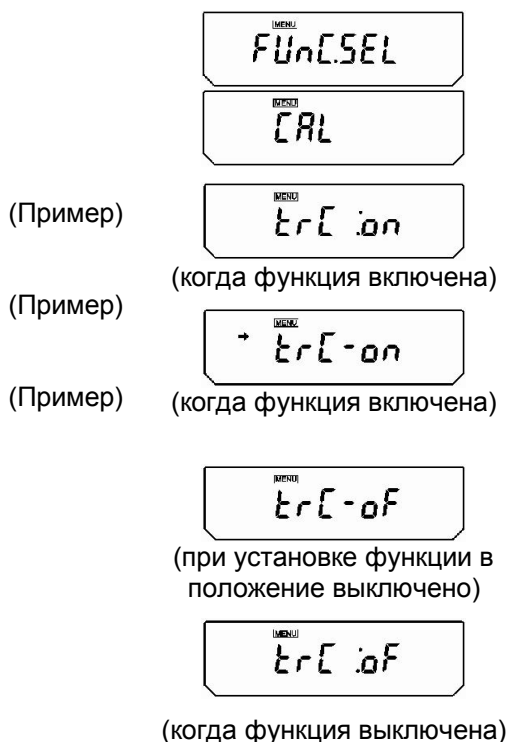 MENU
FUnC.SEL
MENU
CAL
(Пример)
MENU
trC :on
(когда функция включена)
(Пример)
MENU
→ trC-on
(Пример) (когда функция включена)
MENU
trC-oF
(при установке функции в
положение выключено)
MENU
trC :oF
(когда функция выключена)